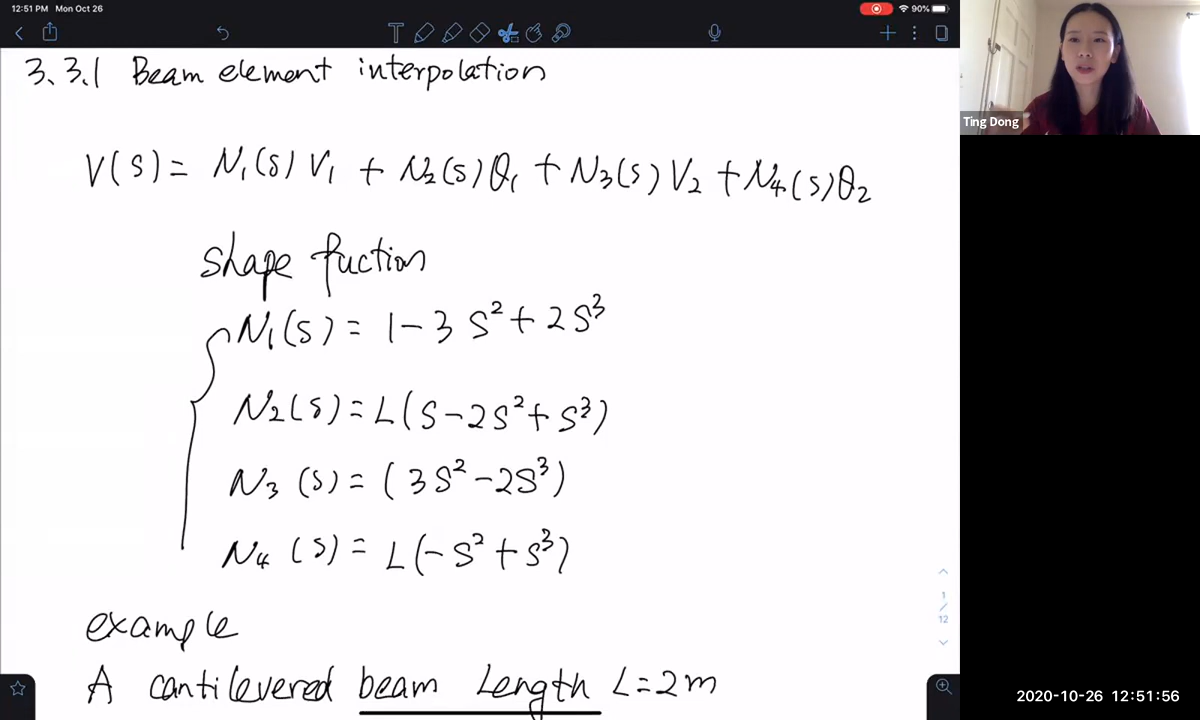 12:51 PM Mon Oct 26
90%
3.3.1 Beam element interpolation
V(s) = N1(s) V1 + N2(s) θ1 + N3(s) V2 + N4(s) θ2
shape fuction
N1(s) = 1 - 3 S² + 2 S³
N2(s) = L(S - 2S² + S³)
N3 (s) = (3S² - 2S³)
N4 (s) = L(- S² + S³)
example
A cantilevered beam Length L = 2m
Ting Dong
1
/
12
2020-10-26 12:51:56